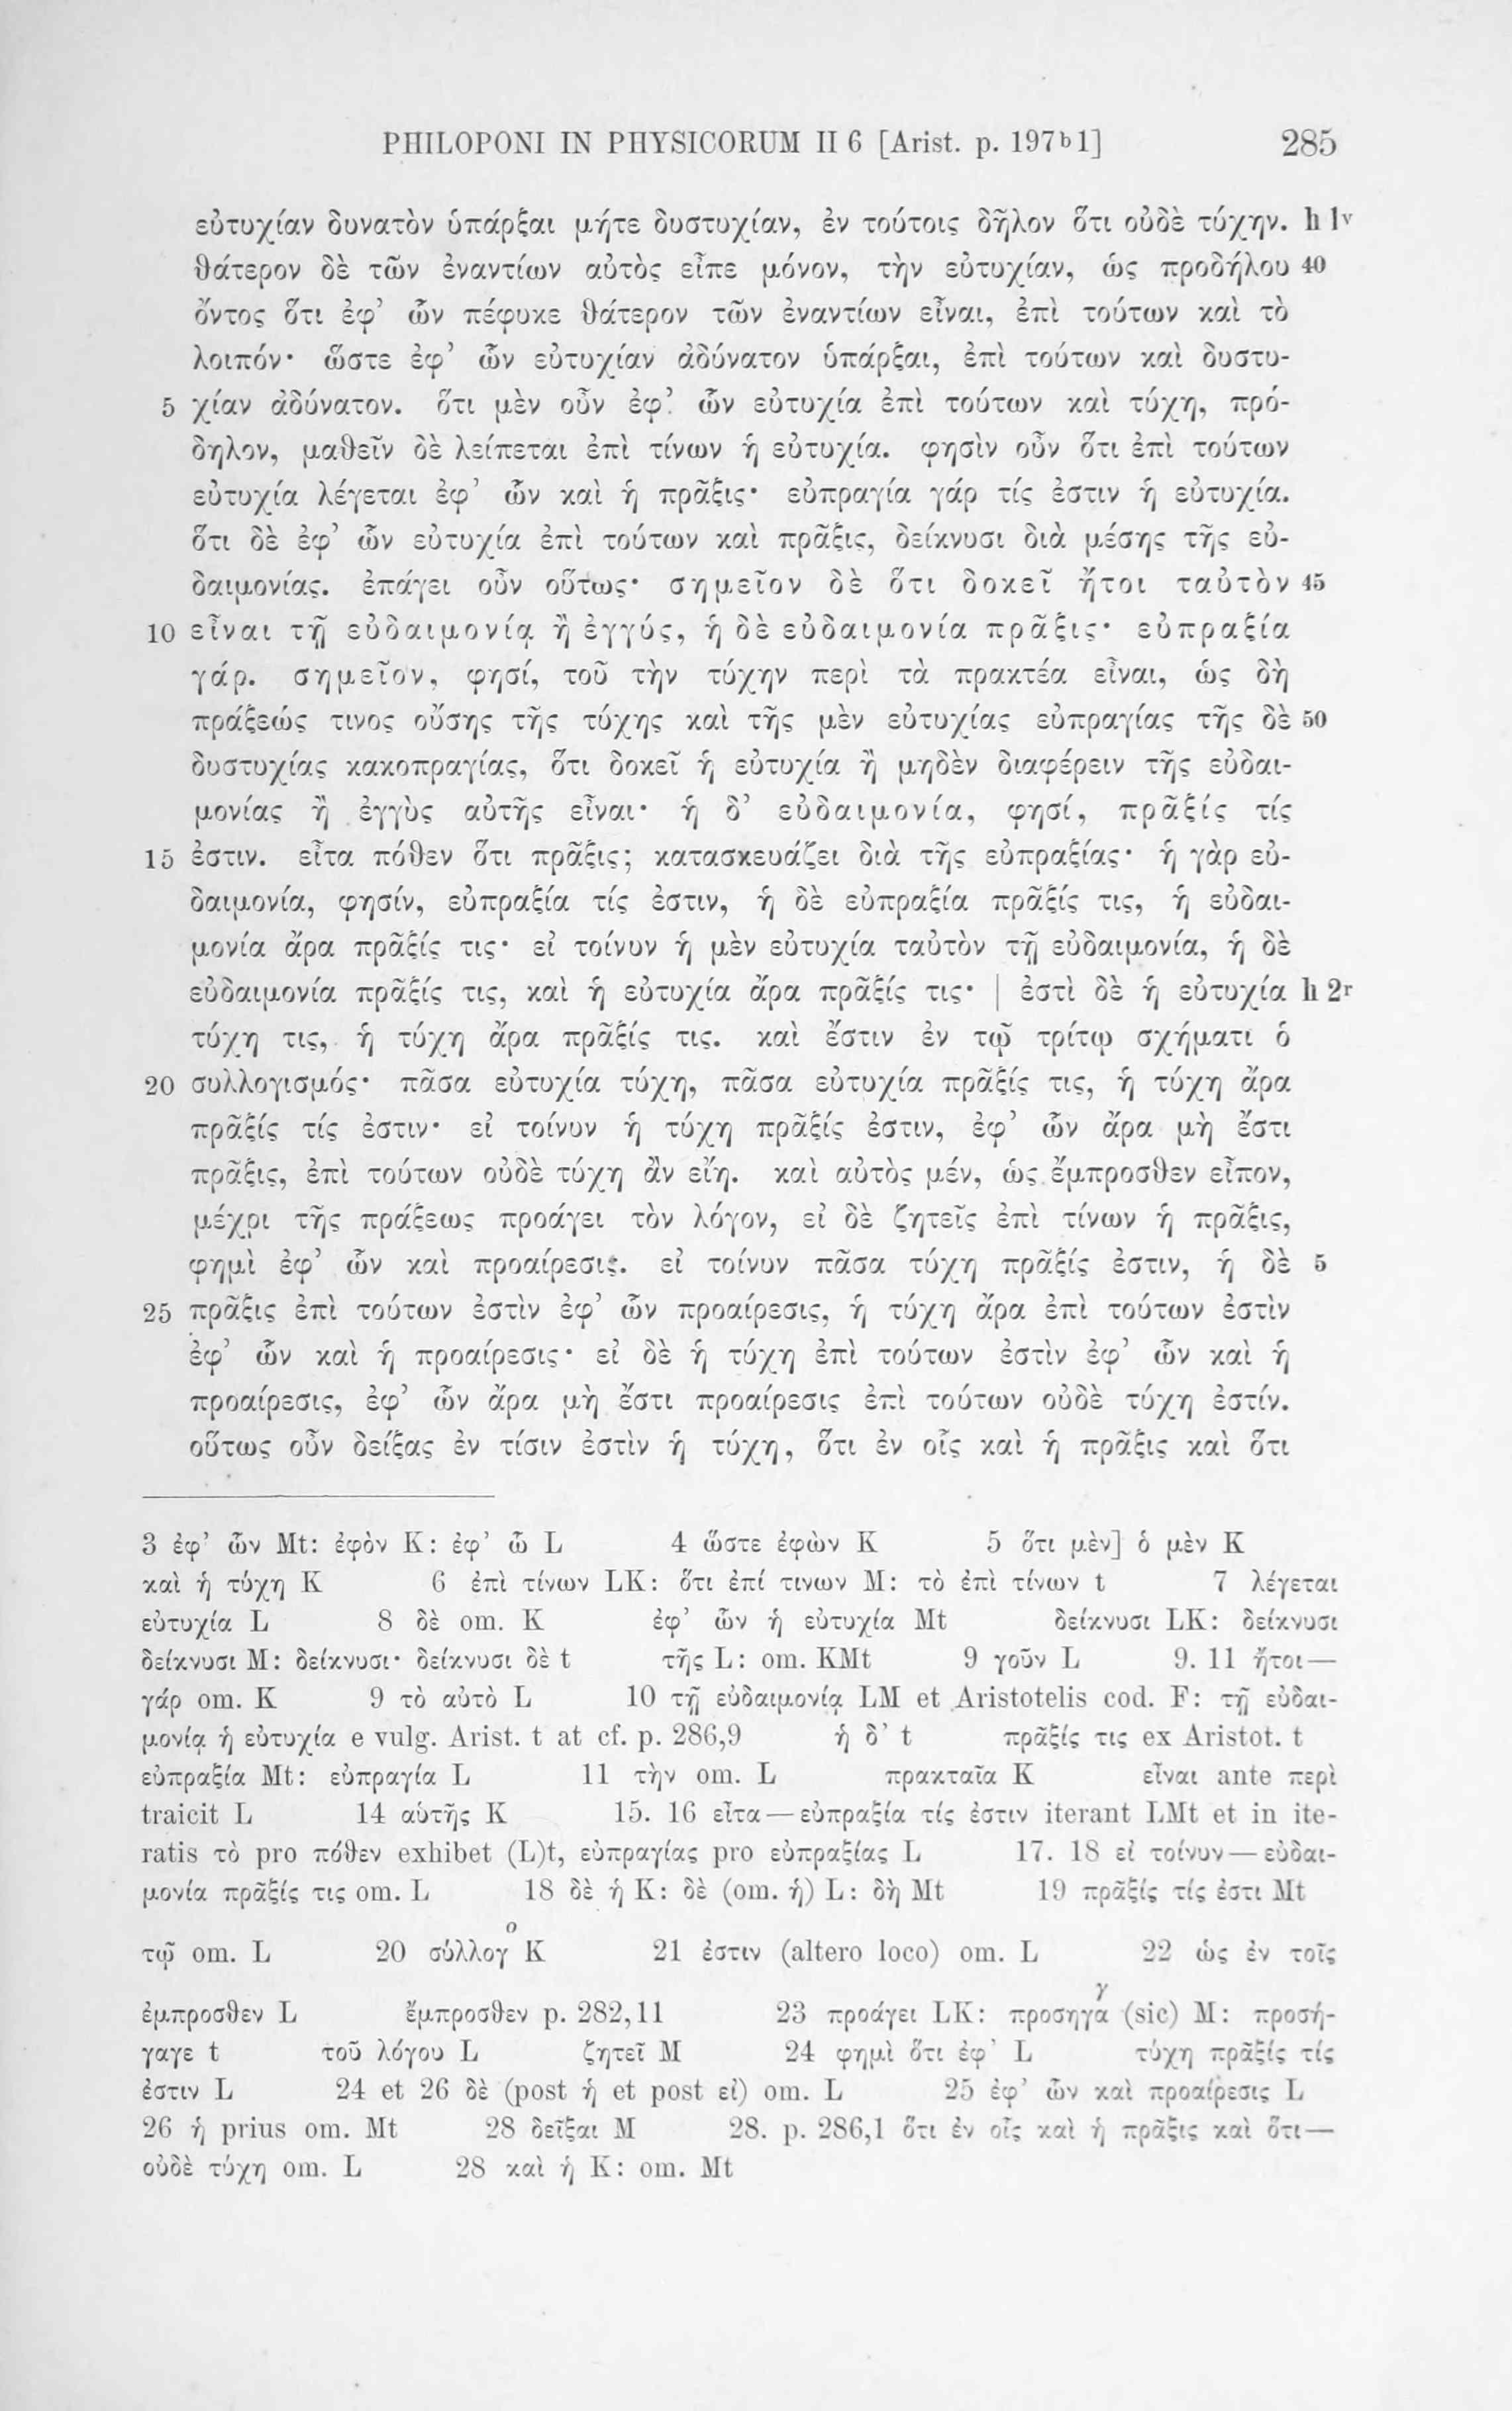 PHILOPONI IN PHYSICORUM II 6 [Arist. p. 197ᵇ1] 285
εὐτυχίαν δυνατὸν ὑπάρξαι μήτε δυστυχίαν, ἐν τούτοις δῆλον ὅτι οὐδὲ τύχην. h 1ᵛ
θάτερον δὲ τῶν ἐναντίων αὐτὸς εἶπε μόνον, τὴν εὐτυχίαν, ὡς προδήλου 40
ὄντος ὅτι ἐφ’ ὧν πέφυκε θάτερον τῶν ἐναντίων εἶναι, ἐπὶ τούτων καὶ τὸ
λοιπόν· ὥστε ἐφ’ ὧν εὐτυχίαν ἀδύνατον ὑπάρξαι, ἐπὶ τούτων καὶ δυστυ-
5 χίαν ἀδύνατον. ὅτι μὲν οὖν ἐφ’ ὧν εὐτυχία ἐπὶ τούτων καὶ τύχη, πρό-
δηλον, μαθεῖν δὲ λείπεται ἐπὶ τίνων ἡ εὐτυχία. φησὶν οὖν ὅτι ἐπὶ τούτων
εὐτυχία λέγεται ἐφ’ ὧν καὶ ἡ πρᾶξις· εὐπραγία γάρ τίς ἐστιν ἡ εὐτυχία.
ὅτι δὲ ἐφ’ ὧν εὐτυχία ἐπὶ τούτων καὶ πρᾶξις, δείκνυσι διὰ μέσης τῆς εὐ-
δαιμονίας. ἐπάγει οὖν οὕτως· σημεῖον δὲ ὅτι δοκεῖ ἤτοι ταὐτὸν 45
10 εἶναι τῇ εὐδαιμονίᾳ ἢ ἐγγύς, ἡ δὲ εὐδαιμονία πρᾶξις· εὐπραξία
γάρ. σημεῖον, φησί, τοῦ τὴν τύχην περὶ τὰ πρακτέα εἶναι, ὡς δὴ
πράξεώς τινος οὔσης τῆς τύχης καὶ τῆς μὲν εὐτυχίας εὐπραγίας τῆς δὲ 50
δυστυχίας κακοπραγίας, ὅτι δοκεῖ ἡ εὐτυχία ἢ μηδὲν διαφέρειν τῆς εὐδαι-
μονίας ἢ ἐγγὺς αὐτῆς εἶναι· ἡ δ’ εὐδαιμονία, φησί, πρᾶξίς τίς
15 ἐστιν. εἶτα πόθεν ὅτι πρᾶξις; κατασκευάζει διὰ τῆς εὐπραξίας· ἡ γὰρ εὐ-
δαιμονία, φησίν, εὐπραξία τίς ἐστιν, ἡ δὲ εὐπραξία πρᾶξίς τις, ἡ εὐδαι-
μονία ἄρα πρᾶξίς τις· εἰ τοίνυν ἡ μὲν εὐτυχία ταὐτὸν τῇ εὐδαιμονία, ἡ δὲ
εὐδαιμονία πρᾶξίς τις, καὶ ἡ εὐτυχία ἄρα πρᾶξίς τις· | ἐστὶ δὲ ἡ εὐτυχία h 2ʳ
τύχη τις, ἡ τύχη ἄρα πρᾶξίς τις. καὶ ἔστιν ἐν τῷ τρίτῳ σχήματι ὁ
20 συλλογισμός· πᾶσα εὐτυχία τύχη, πᾶσα εὐτυχία πρᾶξίς τις, ἡ τύχη ἄρα
πρᾶξίς τίς ἐστιν· εἰ τοίνυν ἡ τύχη πρᾶξίς ἐστιν, ἐφ’ ὧν ἄρα μὴ ἔστι
πρᾶξις, ἐπὶ τούτων οὐδὲ τύχη ἂν εἴη. καὶ αὐτὸς μέν, ὡς ἔμπροσθεν εἶπον,
μέχρι τῆς πράξεως προάγει τὸν λόγον, εἰ δὲ ζητεῖς ἐπὶ τίνων ἡ πρᾶξις,
φημὶ ἐφ’ ὧν καὶ προαίρεσις. εἰ τοίνυν πᾶσα τύχη πρᾶξίς ἐστιν, ἡ δὲ 5
25 πρᾶξις ἐπὶ τούτων ἐστὶν ἐφ’ ὧν προαίρεσις, ἡ τύχη ἄρα ἐπὶ τούτων ἐστὶν
ἐφ’ ὧν καὶ ἡ προαίρεσις· εἰ δὲ ἡ τύχη ἐπὶ τούτων ἐστὶν ἐφ’ ὧν καὶ ἡ
προαίρεσις, ἐφ’ ὧν ἄρα μὴ ἔστι προαίρεσις ἐπὶ τούτων οὐδὲ τύχη ἐστίν.
οὕτως οὖν δείξας ἐν τίσιν ἐστὶν ἡ τύχη, ὅτι ἐν οἷς καὶ ἡ πρᾶξις καὶ ὅτι
3 ἐφ’ ὧν Mt: ἐφὸν K: ἐφ’ ὦ L 4 ὥστε ἐφὼν K 5 ὅτι μὲν] ὁ μὲν K
καὶ ἡ τύχη K 6 ἐπὶ τίνων LK: ὅτι ἐπί τινων M: τὸ ἐπὶ τίνων t 7 λέγεται
εὐτυχία L 8 δὲ om. K ἐφ’ ὧν ἡ εὐτυχία Mt δείκνυσι LK: δείκνυσι
δείκνυσι M: δείκνυσι· δείκνυσι δὲ t τῆς L: om. KMt 9 γοῦν L 9. 11 ἤτοι—
γάρ om. K 9 τὸ αὐτὸ L 10 τῇ εὐδαιμονίᾳ LM et Aristotelis cod. F: τῇ εὐδαι-
μονίᾳ ἡ εὐτυχία e vulg. Arist. t at cf. p. 286,9 ἡ δ’ t πρᾶξίς τις ex Aristot. t
εὐπραξία Mt: εὐπραγία L 11 τὴν om. L πρακταῖα K εἶναι ante περὶ
traicit L 14 αὑτῆς K 15. 16 εἶτα—εὐπραξία τίς ἐστιν iterant LMt et in ite-
ratis τὸ pro πόθεν exhibet (L)t, εὐπραγίας pro εὐπραξίας L 17. 18 εἰ τοίνυν—εὐδαι-
μονία πρᾶξίς τις om. L 18 δὲ ἡ K: δὲ (om. ἡ) L: δὴ Mt 19 πρᾶξίς τίς ἐστι Mt
τῷ om. L 20 σύλλογο K 21 ἐστιν (altero loco) om. L 22 ὡς ἐν τοῖς
ἐμπροσθεν L ἔμπροσθεν p. 282,11 23 προάγει LK: προσηγαγ (sic) M: προσή-
γαγε t τοῦ λόγου L ζητεῖ M 24 φημὶ ὅτι ἐφ’ L τύχη πρᾶξίς τίς
ἐστιν L 24 et 26 δὲ (post ἡ et post εἰ) om. L 25 ἐφ’ ὧν καὶ προαίρεσις L
26 ἡ prius om. Mt 28 δεῖξαι M 28. p. 286,1 ὅτι ἐν οἷς καὶ ἡ πρᾶξις καὶ ὅτι—
οὐδὲ τύχη om. L 28 καὶ ἡ K: om. Mt